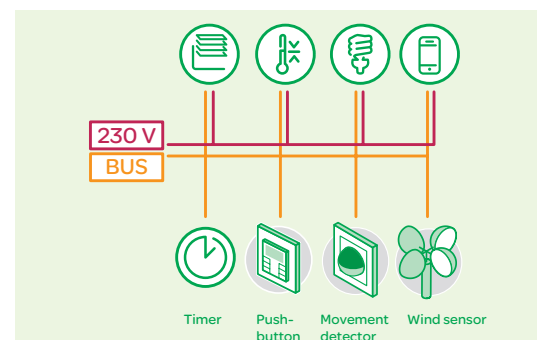 230 V
BUS
Timer
Push-
button
Movement
detector
Wind sensor